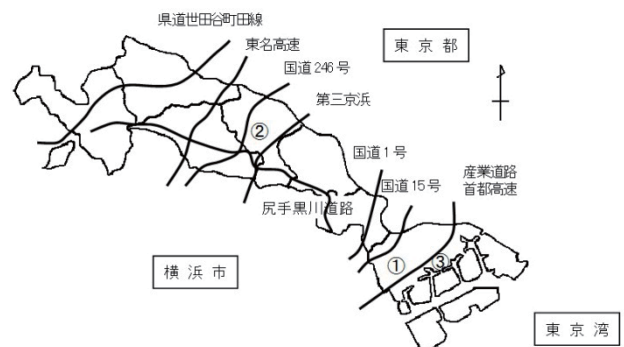 県道世田谷町田線
東名高速
東京都
国道246号
第三京浜
②
国道1号
産業道路
首都高速
国道15号
尻手黒川道路
①
③
横浜市
東京湾